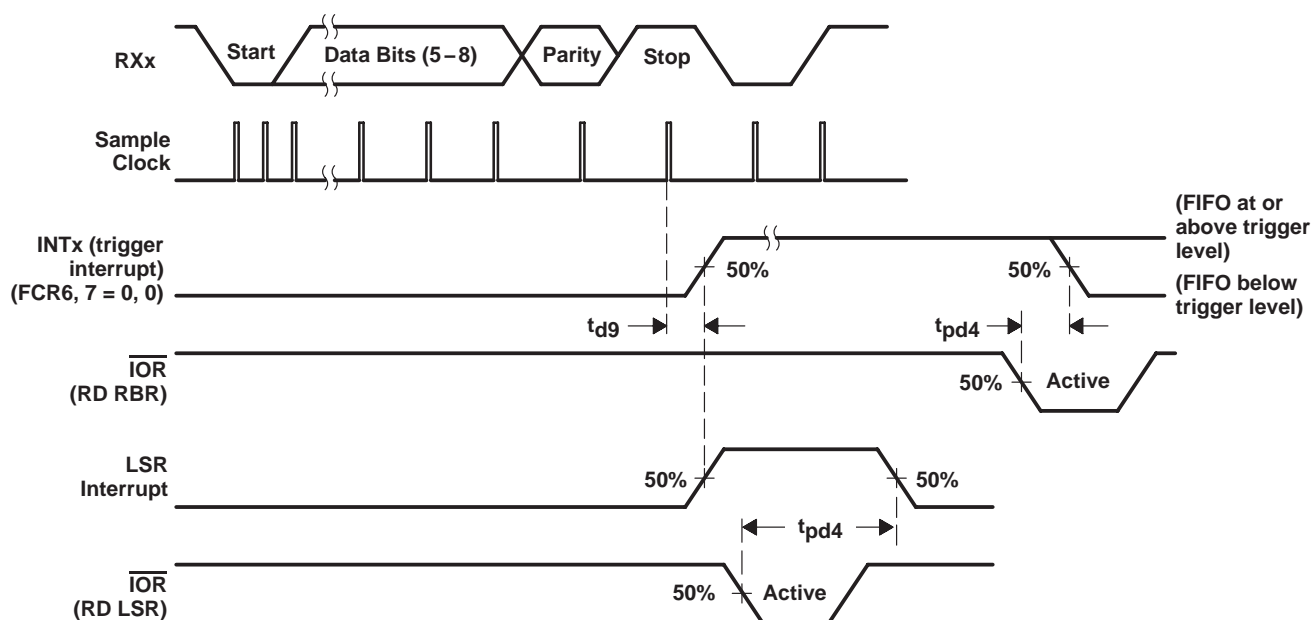 RXx
Start
Data Bits (5–8)
Parity
Stop
Sample
Clock
INTx (trigger
interrupt)
(FCR6, 7 = 0, 0)
50%
50%
(FIFO at or
above trigger
level)
(FIFO below
trigger level)
td9
tpd4
IOR
(RD RBR)
50%
Active
LSR
Interrupt
50%
50%
tpd4
IOR
(RD LSR)
50%
Active